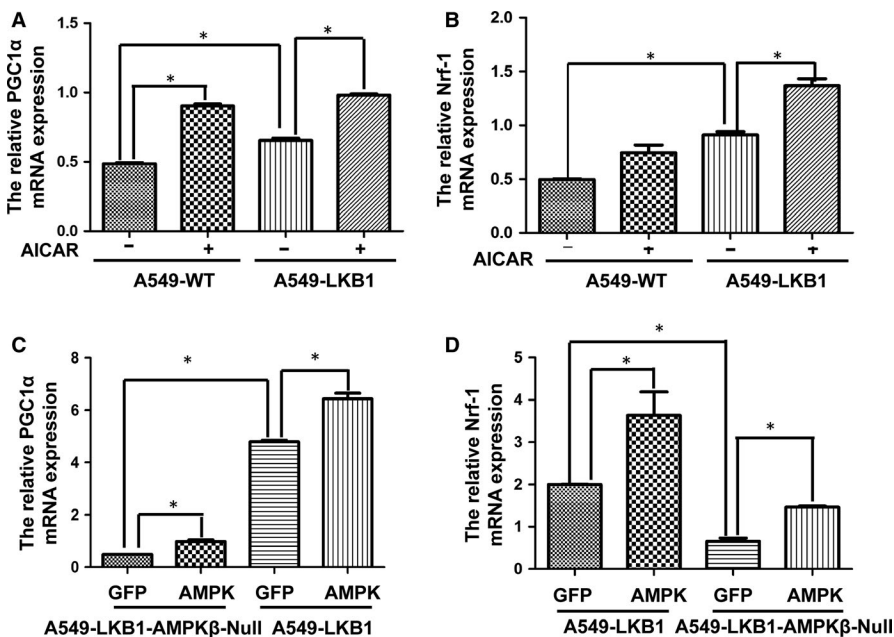 A
The relative PGC1α
mRNA expression
1.5
1.0
0.5
0.0
*
*
*
AICAR
− + − +
A549-WT A549-LKB1
B
The relative Nrf-1
mRNA expression
2.0
1.5
1.0
0.5
0.0
*
*
AICAR
− + − +
A549-WT A549-LKB1
C
The relative PGC1α
mRNA expression
8
6
4
2
0
*
*
*
GFP AMPK GFP AMPK
A549-LKB1-AMPKβ-Null A549-LKB1
D
The relative Nrf-1
mRNA expression
5
4
3
2
1
0
*
*
*
GFP AMPK GFP AMPK
A549-LKB1 A549-LKB1-AMPKβ-Null